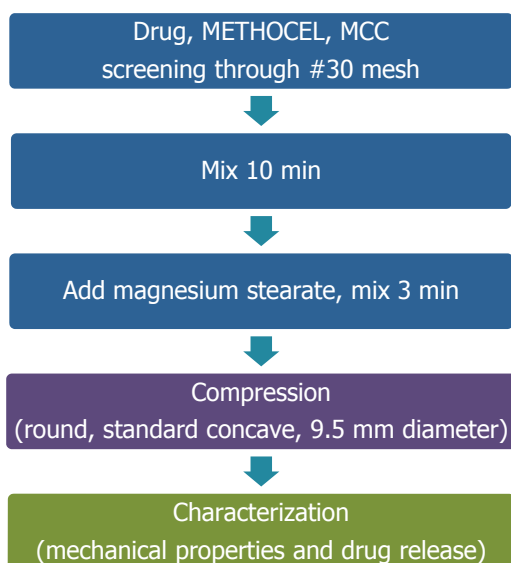 Drug, METHOCEL, MCC
screening through #30 mesh
Mix 10 min
Add magnesium stearate, mix 3 min
Compression
(round, standard concave, 9.5 mm diameter)
Characterization
(mechanical properties and drug release)